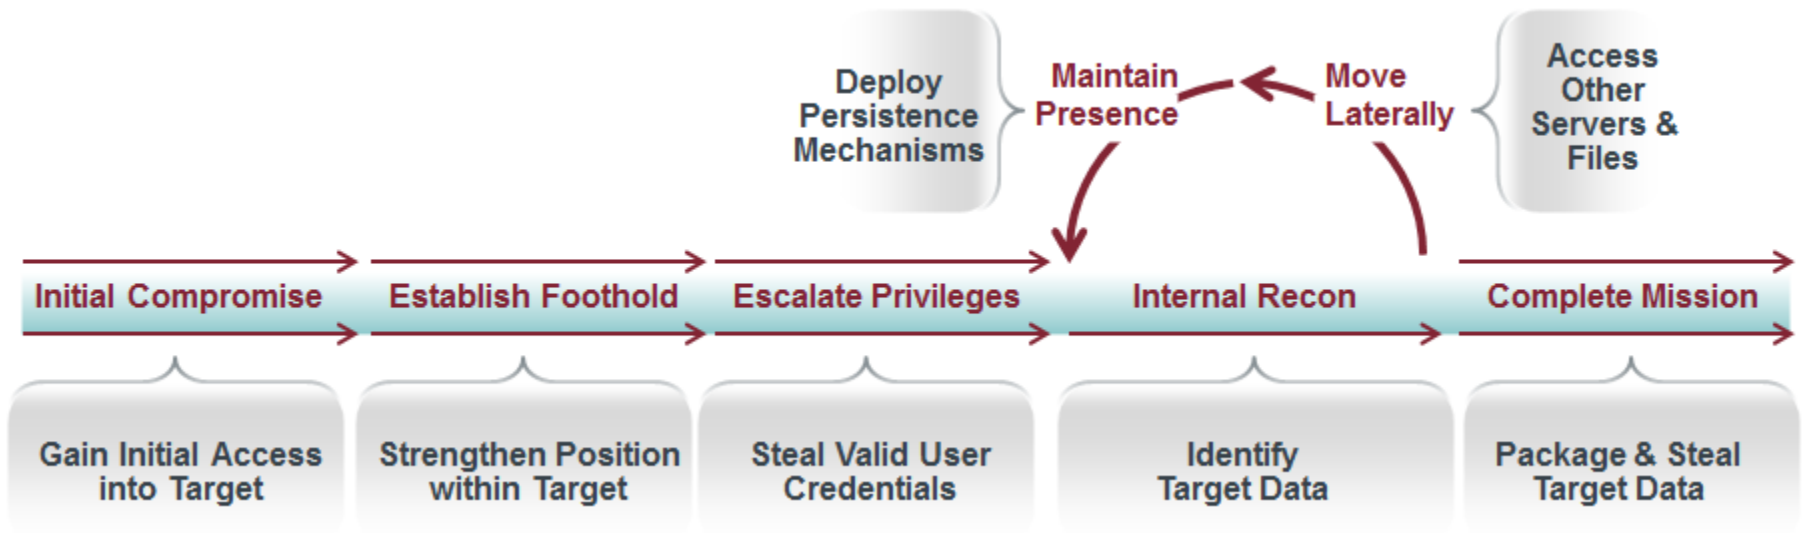 Deploy
Persistence
Mechanisms
Maintain
Presence
Move
Laterally
Access
Other
Servers &
Files
Initial Compromise
Establish Foothold
Escalate Privileges
Internal Recon
Complete Mission
Gain Initial Access
into Target
Strengthen Position
within Target
Steal Valid User
Credentials
Identify
Target Data
Package & Steal
Target Data